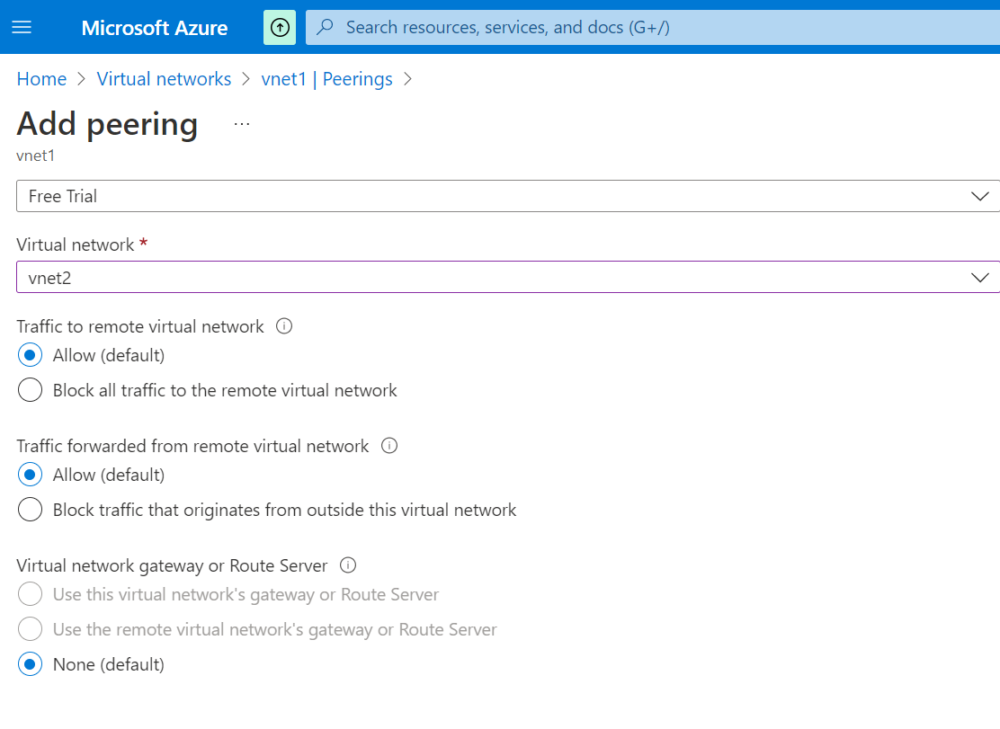 Microsoft Azure
Search resources, services, and docs (G+/)
Home > Virtual networks > vnet1 | Peerings >
Add peering ...
vnet1
Free Trial
Virtual network *
vnet2
Traffic to remote virtual network
Allow (default)
Block all traffic to the remote virtual network
Traffic forwarded from remote virtual network
Allow (default)
Block traffic that originates from outside this virtual network
Virtual network gateway or Route Server
Use this virtual network's gateway or Route Server
Use the remote virtual network's gateway or Route Server
None (default)